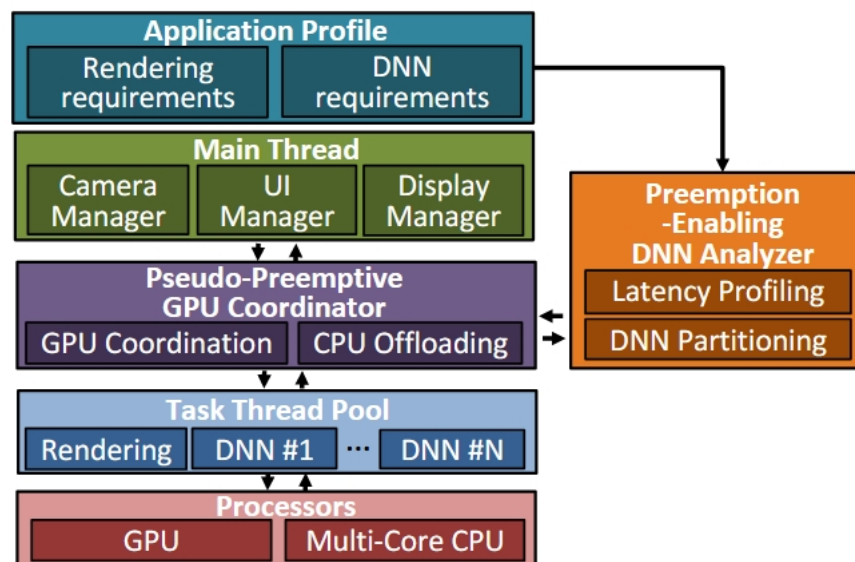 Application Profile
Rendering
requirements
DNN
requirements
Main Thread
Camera
Manager
UI
Manager
Display
Manager
Preemption
-Enabling
DNN Analyzer
Latency Profiling
DNN Partitioning
Pseudo-Preemptive
GPU Coordinator
GPU Coordination
CPU Offloading
Task Thread Pool
Rendering
DNN #1
...
DNN #N
Processors
GPU
Multi-Core CPU